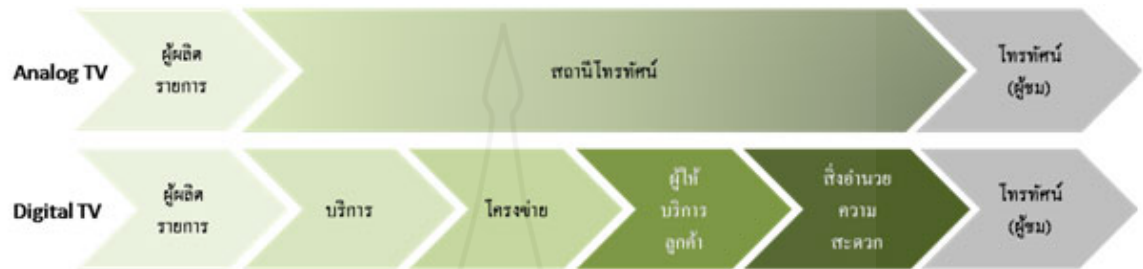 Analog TV
ผู้ผลิต
รายการ
สถานีโทรทัศน์
โทรทัศน์
(ผู้ชม)
Digital TV
ผู้ผลิต
รายการ
บริการ
โครงข่าย
ผู้ให้
บริการ
ลูกค้า
สิ่งอำนวย
ความ
สะดวก
โทรทัศน์
(ผู้ชม)